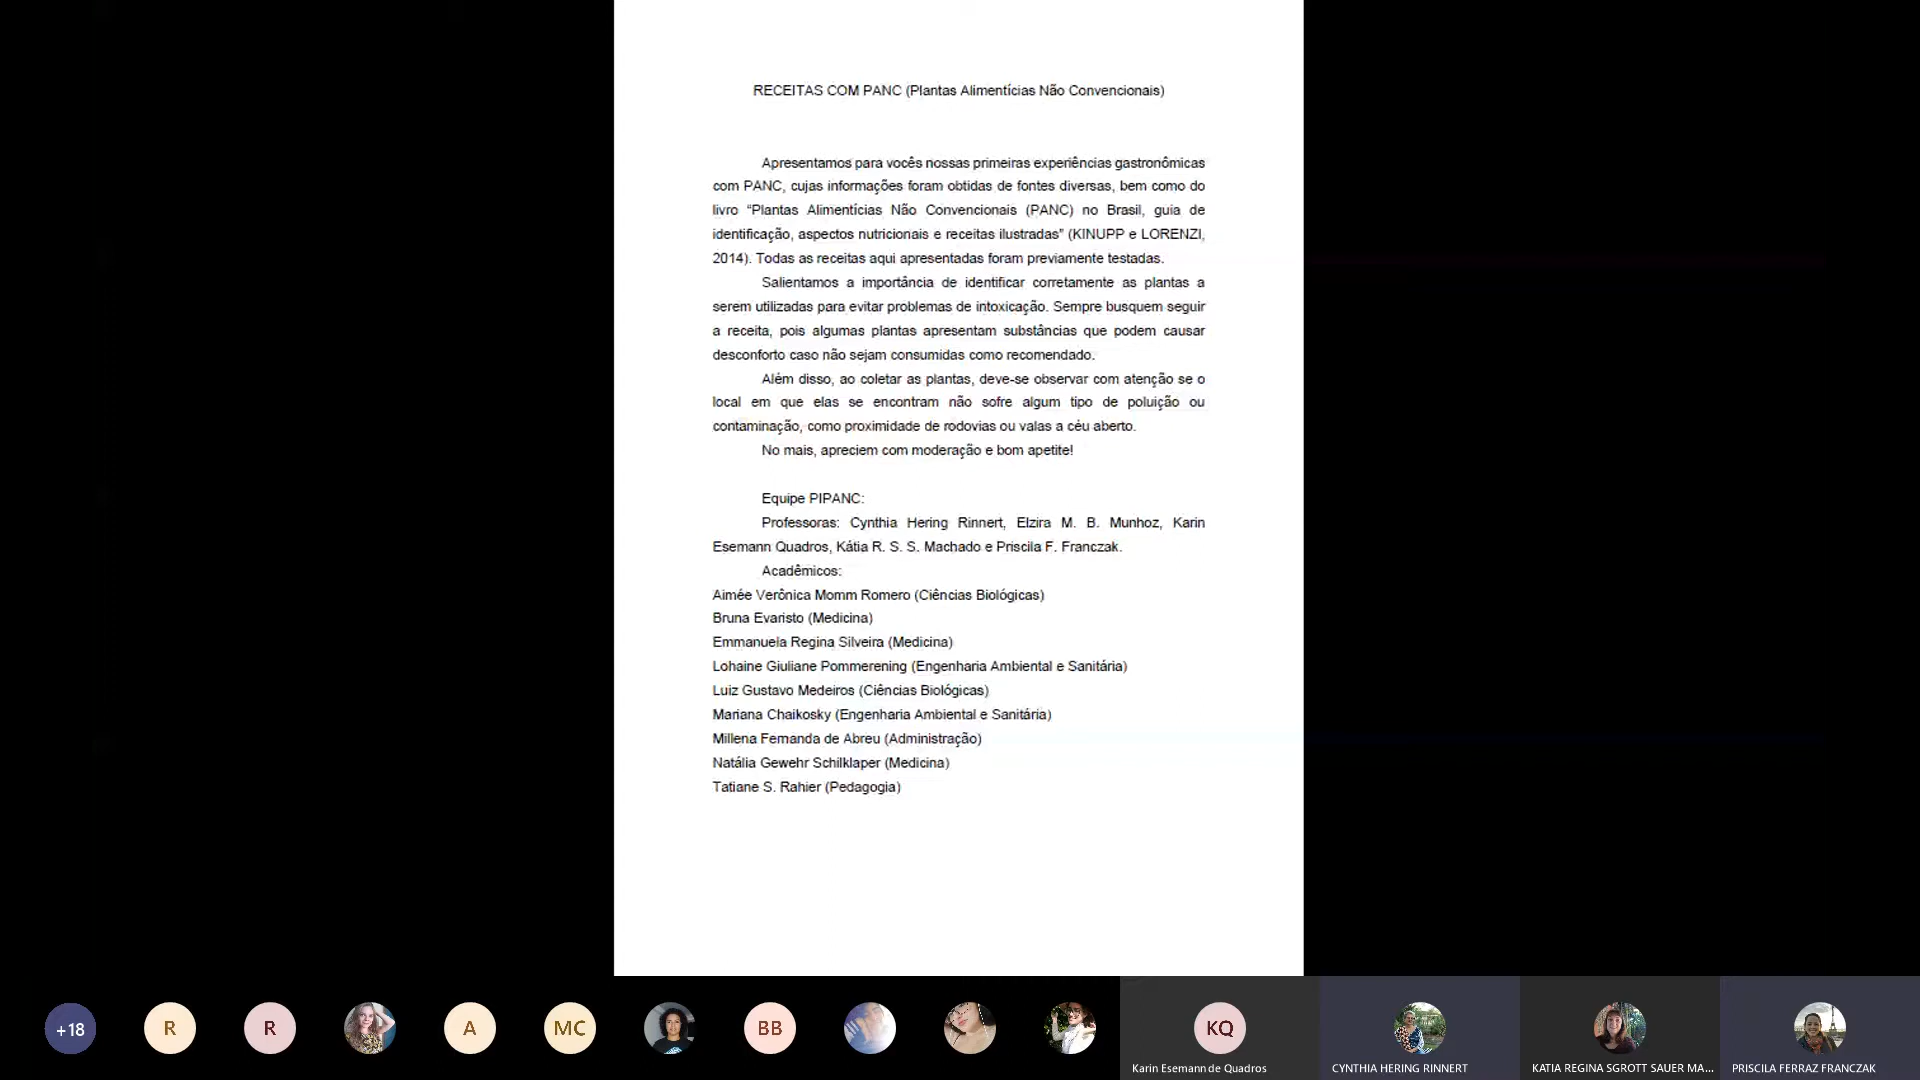 RECEITAS COM PANC (Plantas Alimentícias Não Convencionais)
Apresentamos para vocês nossas primeiras experiências gastronômicas
com PANC, cujas informações foram obtidas de fontes diversas, bem como do
livro “Plantas Alimentícias Não Convencionais (PANC) no Brasil, guia de
identificação, aspectos nutricionais e receitas ilustradas” (KINUPP e LORENZI,
2014). Todas as receitas aqui apresentadas foram previamente testadas.
Salientamos a importância de identificar corretamente as plantas a
serem utilizadas para evitar problemas de intoxicação. Sempre busquem seguir
a receita, pois algumas plantas apresentam substâncias que podem causar
desconforto caso não sejam consumidas como recomendado.
Além disso, ao coletar as plantas, deve-se observar com atenção se o
local em que elas se encontram não sofre algum tipo de poluição ou
contaminação, como proximidade de rodovias ou valas a céu aberto.
No mais, apreciem com moderação e bom apetite!
Equipe PIPANC:
Professoras: Cynthia Hering Rinnert, Elzira M. B. Munhoz, Karin
Esemann Quadros, Kátia R. S. S. Machado e Priscila F. Franczak.
Acadêmicos:
Aimée Verônica Momm Romero (Ciências Biológicas)
Bruna Evaristo (Medicina)
Emmanuela Regina Silveira (Medicina)
Lohaine Giuliane Pommerening (Engenharia Ambiental e Sanitária)
Luiz Gustavo Medeiros (Ciências Biológicas)
Mariana Chaikosky (Engenharia Ambiental e Sanitária)
Millena Fernanda de Abreu (Administração)
Natália Gewehr Schilklaper (Medicina)
Tatiane S. Rahier (Pedagogia)
+18 R R A MC BB KQ
Karin Esemann de Quadros CYNTHIA HERING RINNERT KATIA REGINA SGROTT SAUER MA... PRISCILA FERRAZ FRANCZAK